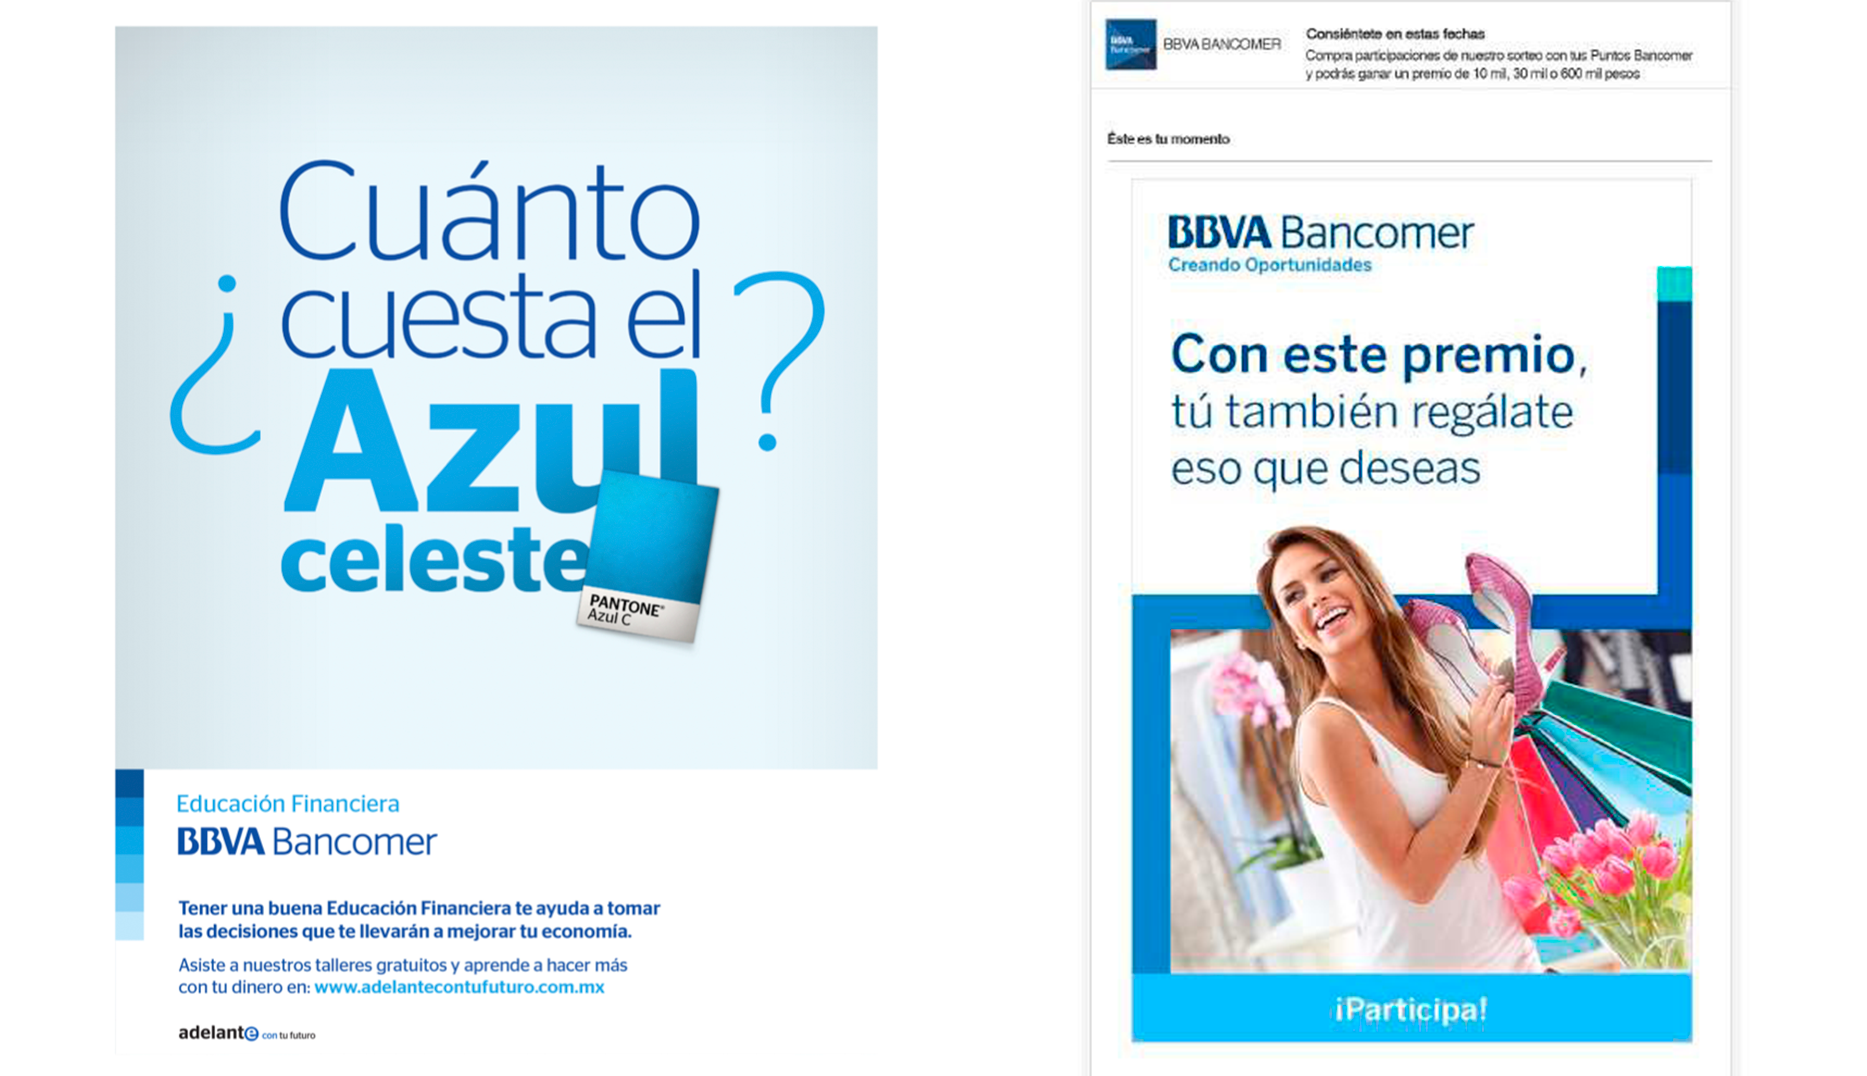 ¿Cuánto
cuesta el
Azul
celeste?
PANTONE®
Azul C
Educación Financiera
BBVA Bancomer
Tener una buena Educación Financiera te ayuda a tomar
las decisiones que te llevarán a mejorar tu economía.
Asiste a nuestros talleres gratuitos y aprende a hacer más
con tu dinero en: www.adelantecontufuturo.com.mx
adelante con tu futuro
BBVA
Bancomer
BBVA BANCOMER
Consiéntete en estas fechas
Compra participaciones de nuestro sorteo con tus Puntos Bancomer
y podrás ganar un premio de 10 mil, 30 mil o 600 mil pesos
Éste es tu momento
BBVA Bancomer
Creando Oportunidades
Con este premio,
tú también regálate
eso que deseas
¡Participa!